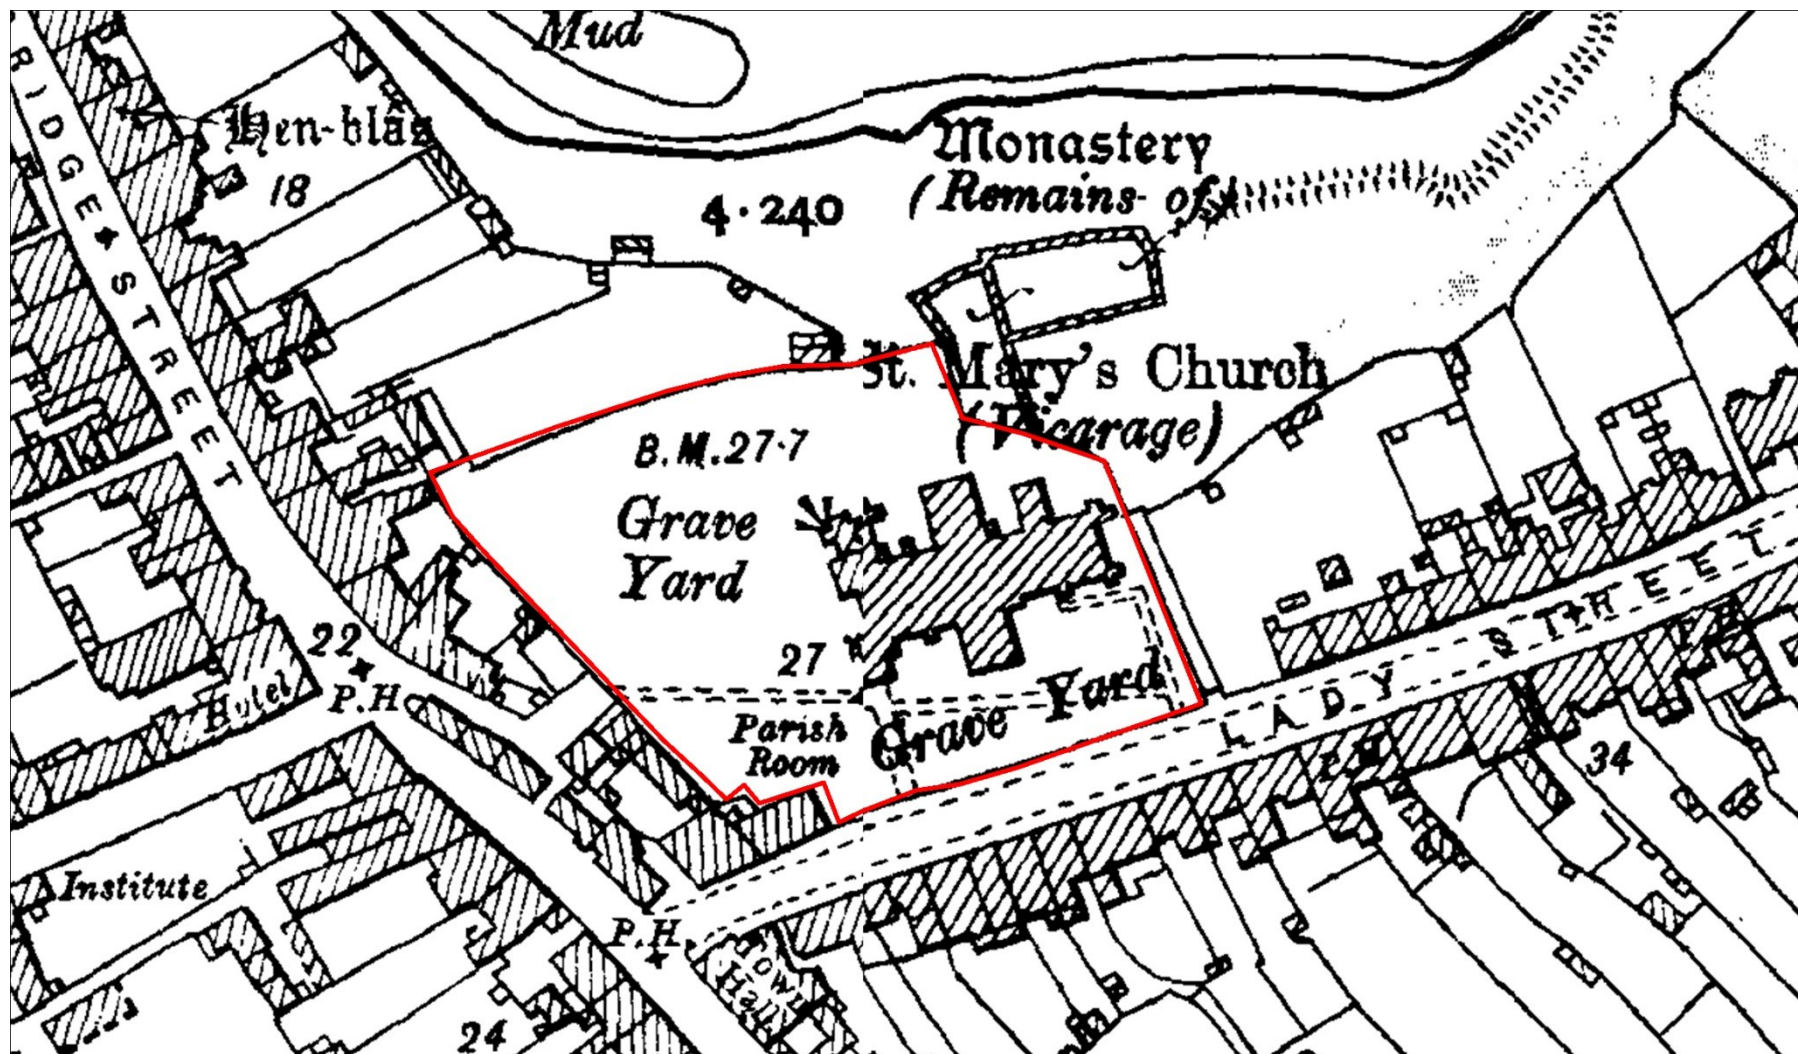 Mud
Hen-blâs
18
RIDGE STREET
4·240
Monastery
(Remains of)
St. Mary's Church
(Vicarage)
B.M.27·7
Grave
Yard
22
P.H
Hotel
27
Parish
Room
Grave Yard
LADY STREET
P.H
34
Institute
P.H.
Town
Hall
24